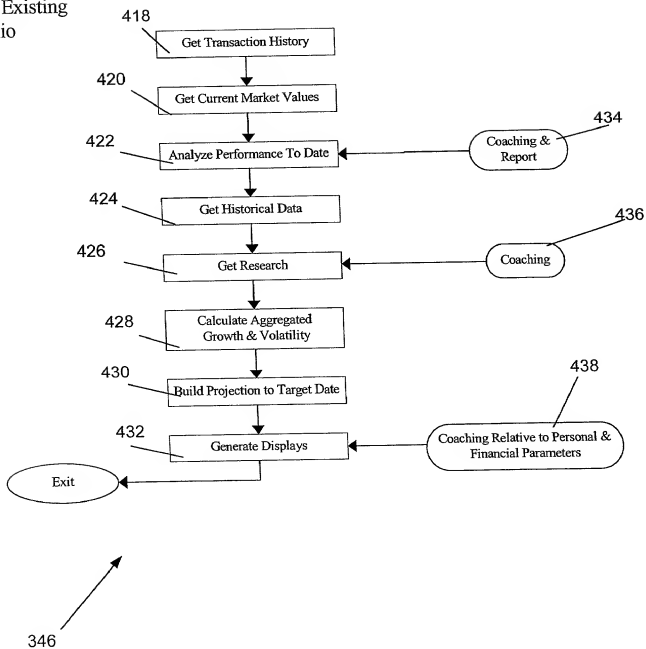 Existing
io
418
Get Transaction History
420
Get Current Market Values
422
Analyze Performance To Date
434
Coaching &
Report
424
Get Historical Data
436
426
Get Research
Coaching
428
Calculate Aggregated
Growth & Volatility
430
Build Projection to Target Date
438
432
Generate Displays
Coaching Relative to Personal &
Financial Parameters
Exit
346